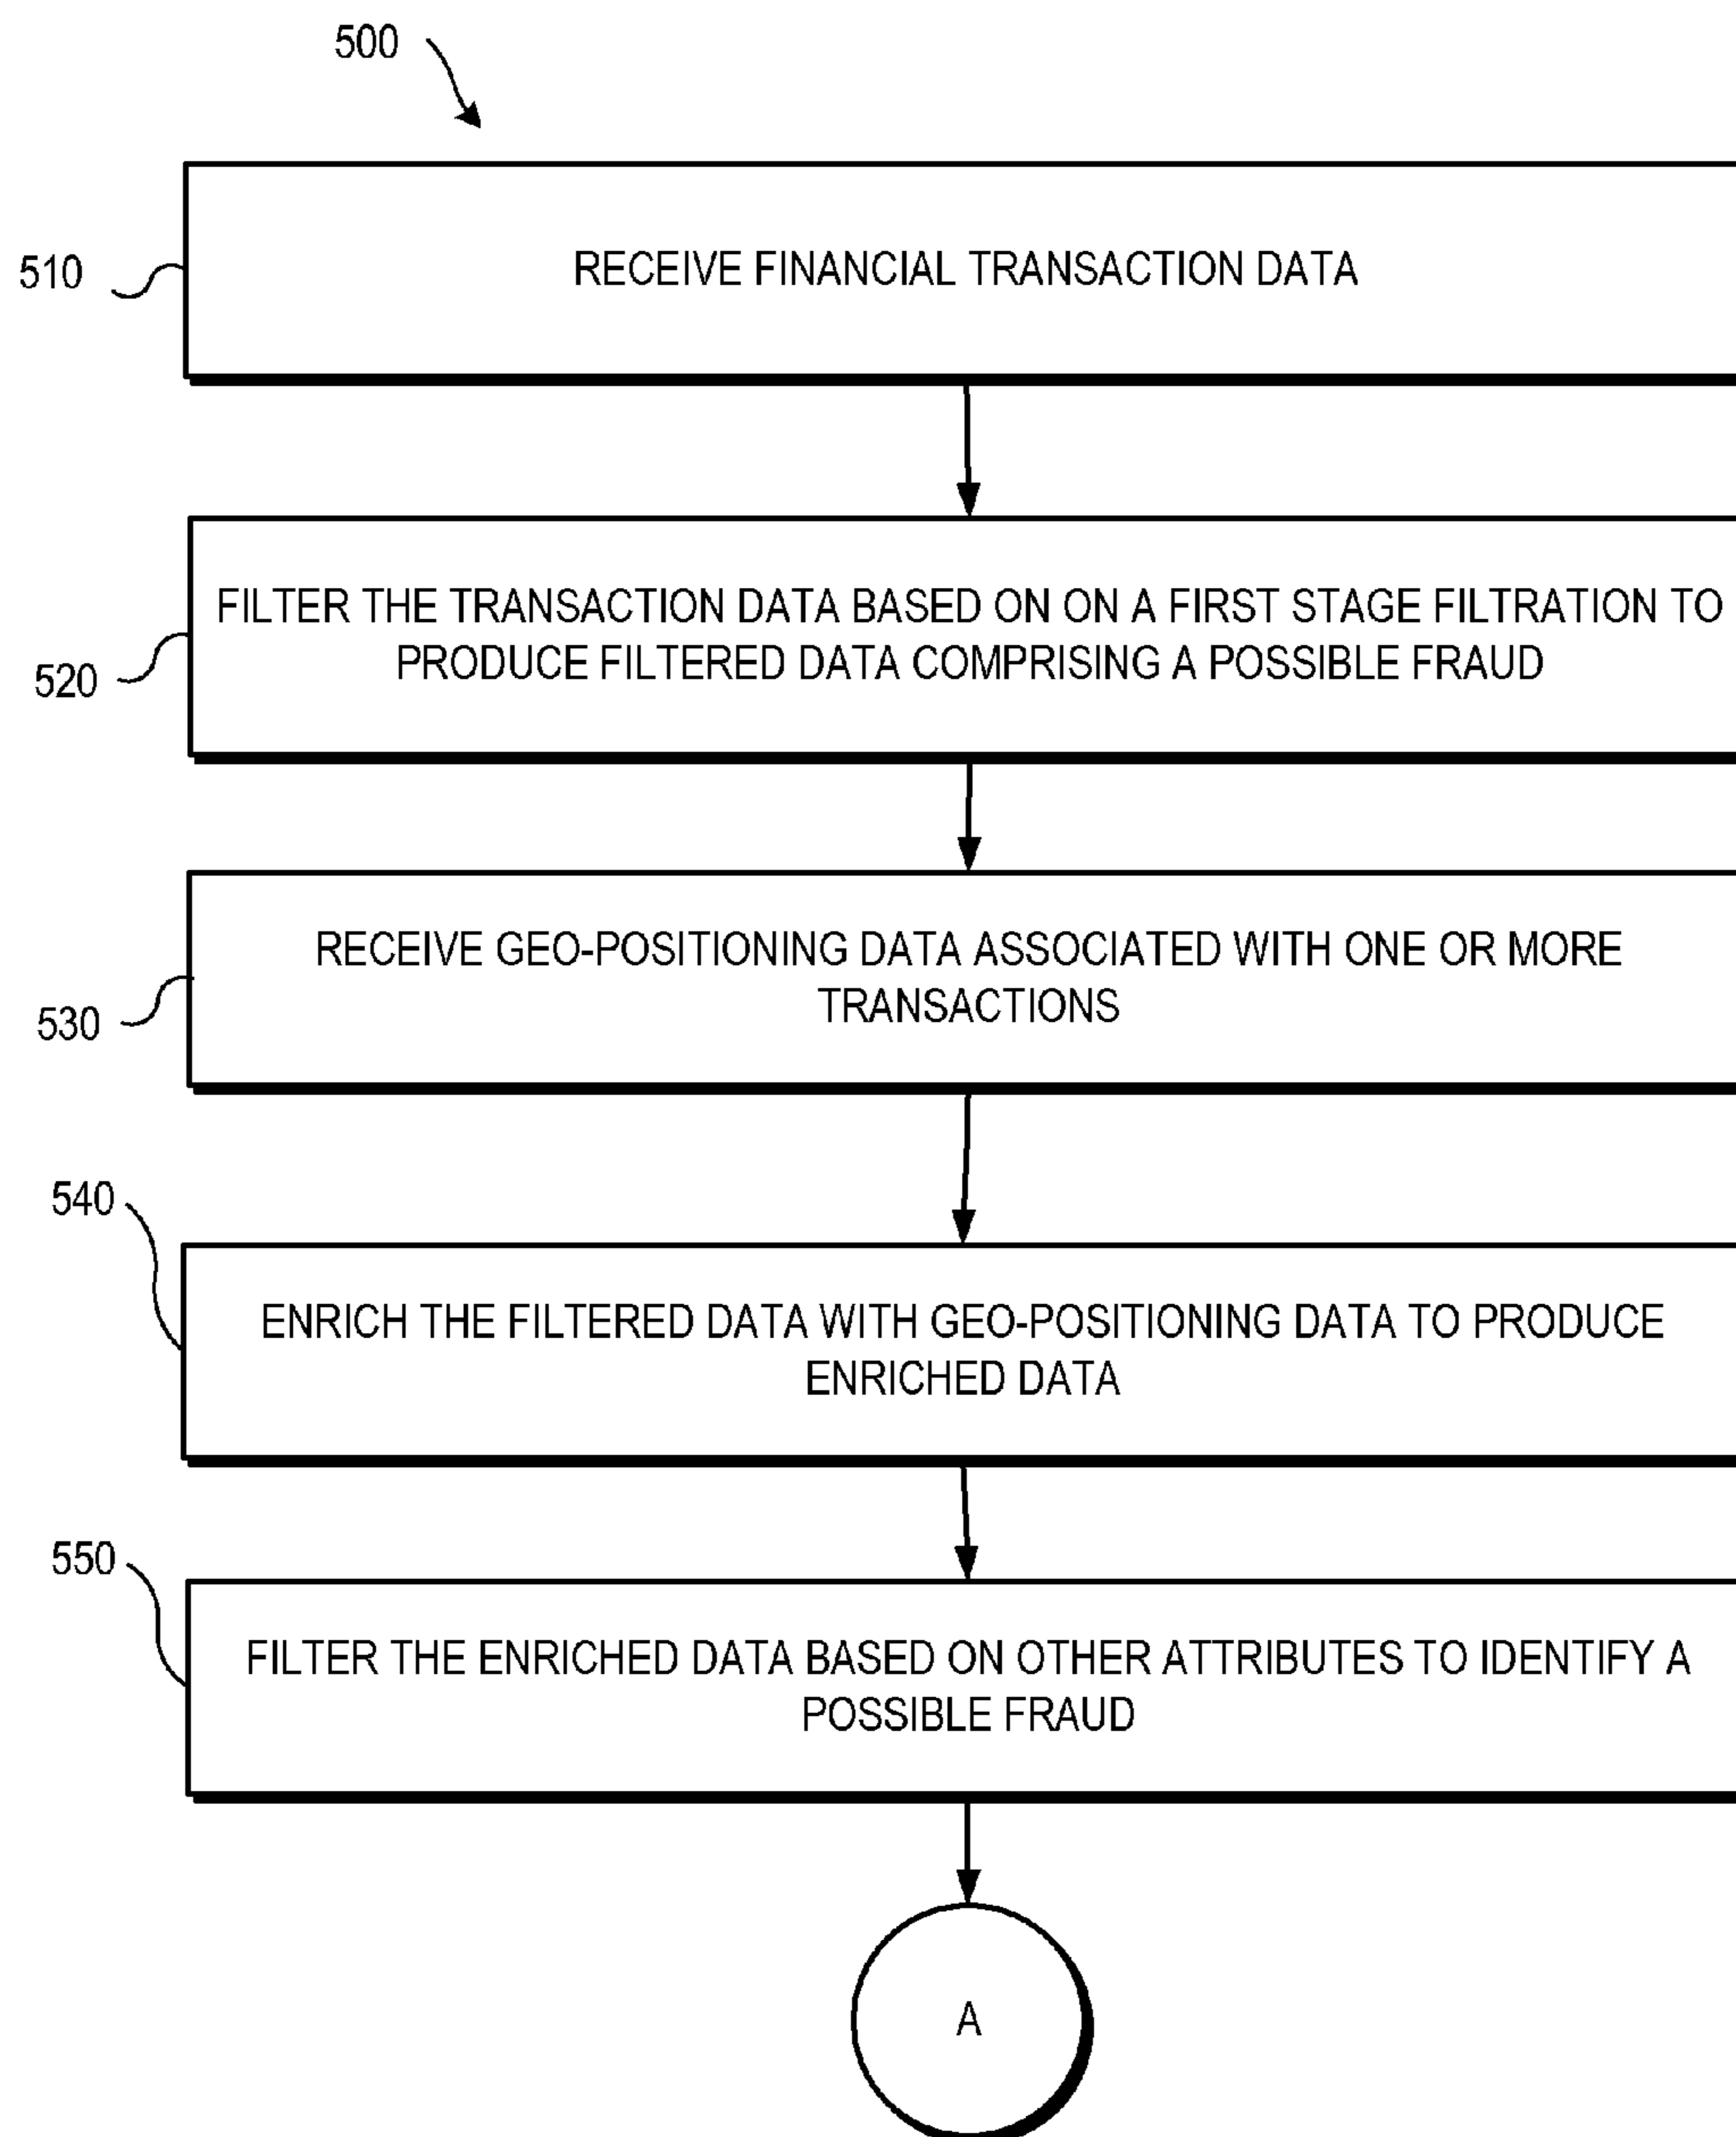 500
510
RECEIVE FINANCIAL TRANSACTION DATA
520
FILTER THE TRANSACTION DATA BASED ON ON A FIRST STAGE FILTRATION TO
PRODUCE FILTERED DATA COMPRISING A POSSIBLE FRAUD
530
RECEIVE GEO-POSITIONING DATA ASSOCIATED WITH ONE OR MORE
TRANSACTIONS
540
ENRICH THE FILTERED DATA WITH GEO-POSITIONING DATA TO PRODUCE
ENRICHED DATA
550
FILTER THE ENRICHED DATA BASED ON OTHER ATTRIBUTES TO IDENTIFY A
POSSIBLE FRAUD
A